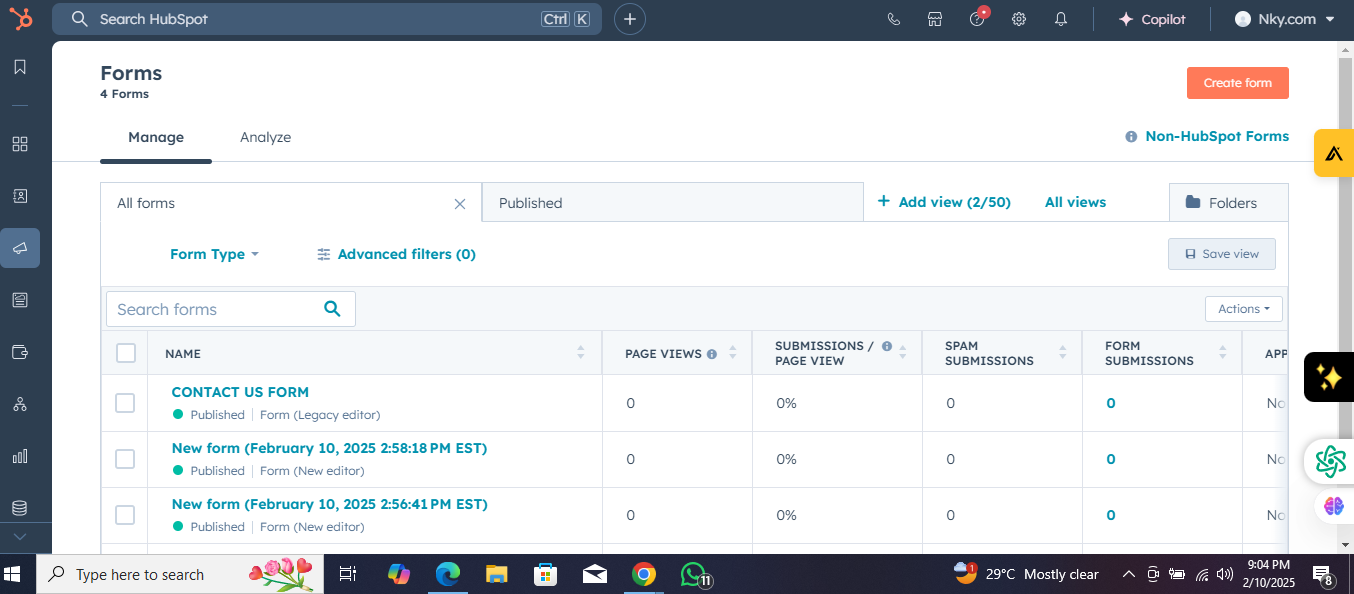 Search HubSpot
Ctrl K
Copilot
Nky.com
Forms
4 Forms
Create form
Manage
Analyze
Non-HubSpot Forms
All forms
Published
+ Add view (2/50)
All views
Folders
Form Type
Advanced filters (0)
Save view
Search forms
Actions
NAME
PAGE VIEWS
SUBMISSIONS /
PAGE VIEW
SPAM
SUBMISSIONS
FORM
SUBMISSIONS
APP
CONTACT US FORM
Published
Form (Legacy editor)
0
0%
0
0
No
New form (February 10, 2025 2:58:18 PM EST)
Published
Form (New editor)
0
0%
0
0
No
New form (February 10, 2025 2:56:41 PM EST)
Published
Form (New editor)
0
0%
0
0
No
Type here to search
11
1
29°C Mostly clear
9:04 PM
2/10/2025
8